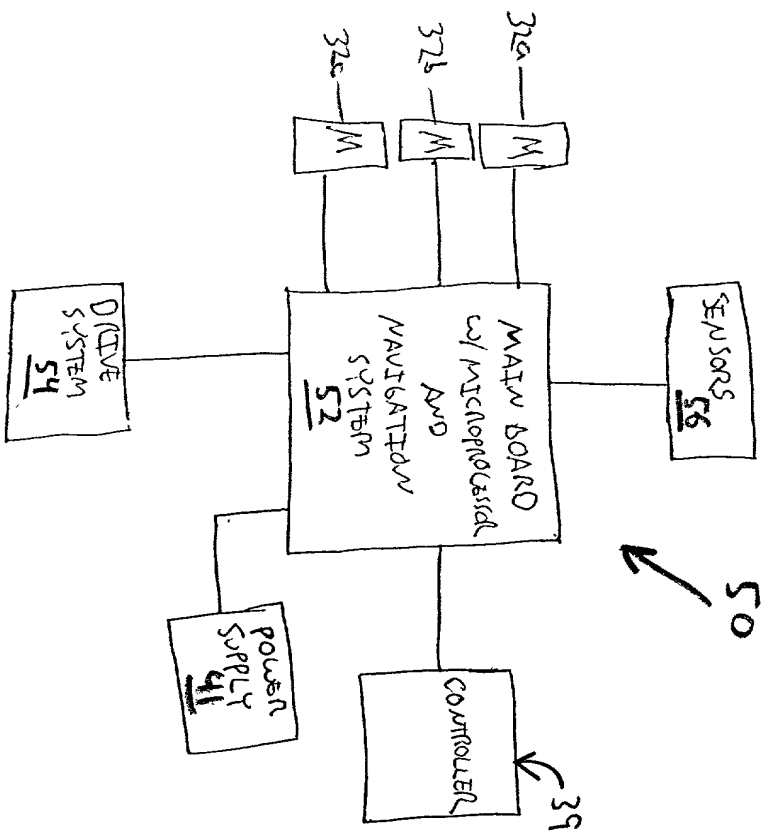 50
SENSORS
56
32a
32b
32c
M
M
M
MAIN BOARD
W/MICROPROCESSOR
AND
NAVIGATION
SYSTEM
52
CONTROLLER
39
DRIVE
SYSTEM
54
POWER
SUPPLY
41